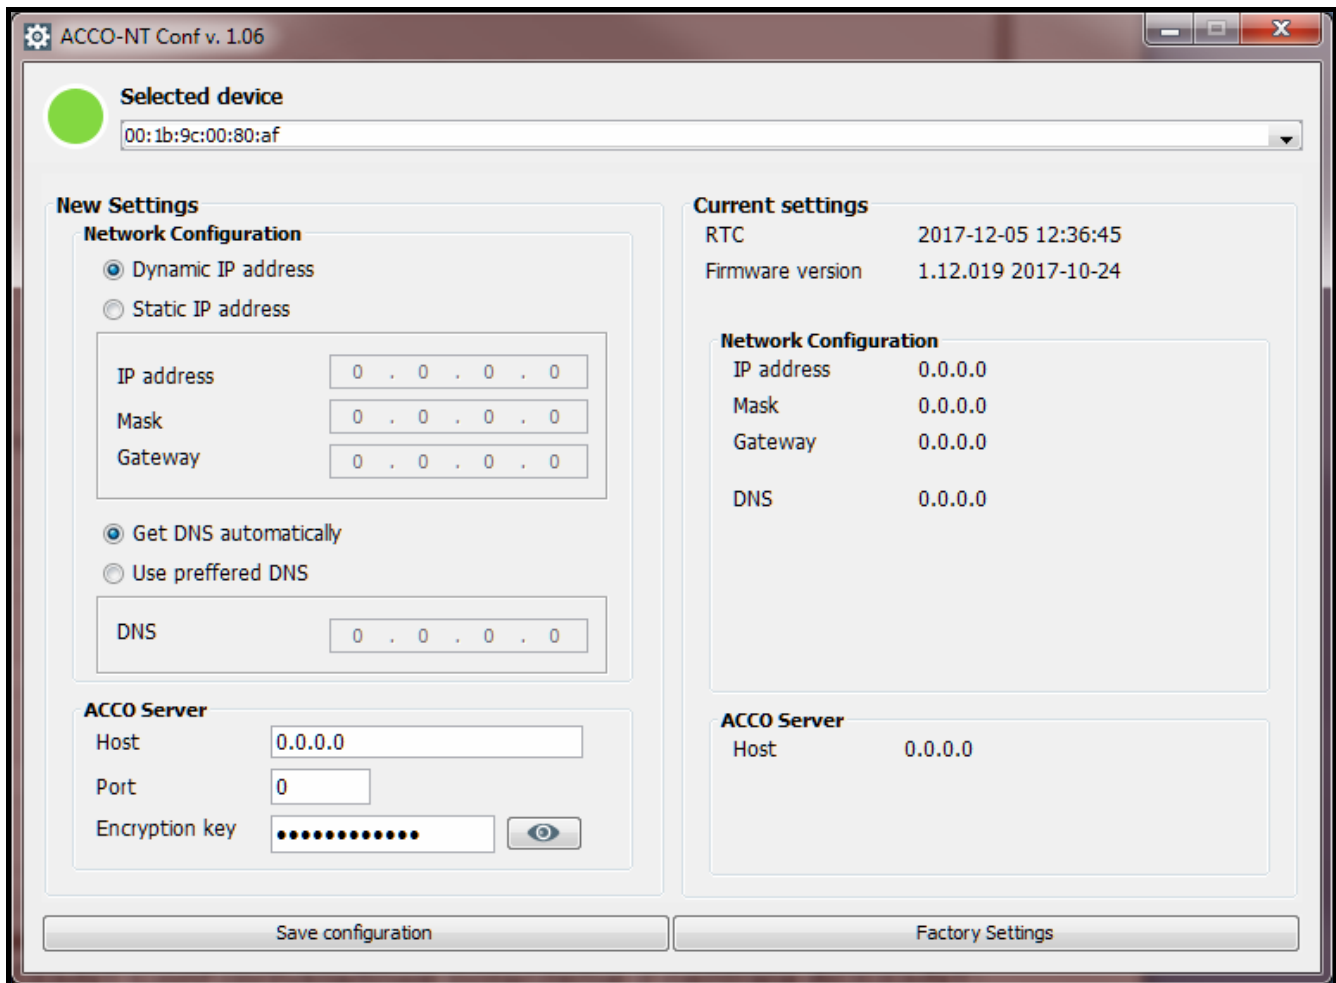 ACCO-NT Conf v. 1.06
Selected device
00:1b:9c:00:80:af
New Settings
Network Configuration
Dynamic IP address
Static IP address
IP address 0 . 0 . 0 . 0
Mask 0 . 0 . 0 . 0
Gateway 0 . 0 . 0 . 0
Get DNS automatically
Use preffered DNS
DNS 0 . 0 . 0 . 0
ACCO Server
Host 0.0.0.0
Port 0
Encryption key ••••••••••••
Current settings
RTC 2017-12-05 12:36:45
Firmware version 1.12.019 2017-10-24
Network Configuration
IP address 0.0.0.0
Mask 0.0.0.0
Gateway 0.0.0.0
DNS 0.0.0.0
ACCO Server
Host 0.0.0.0
Save configuration
Factory Settings